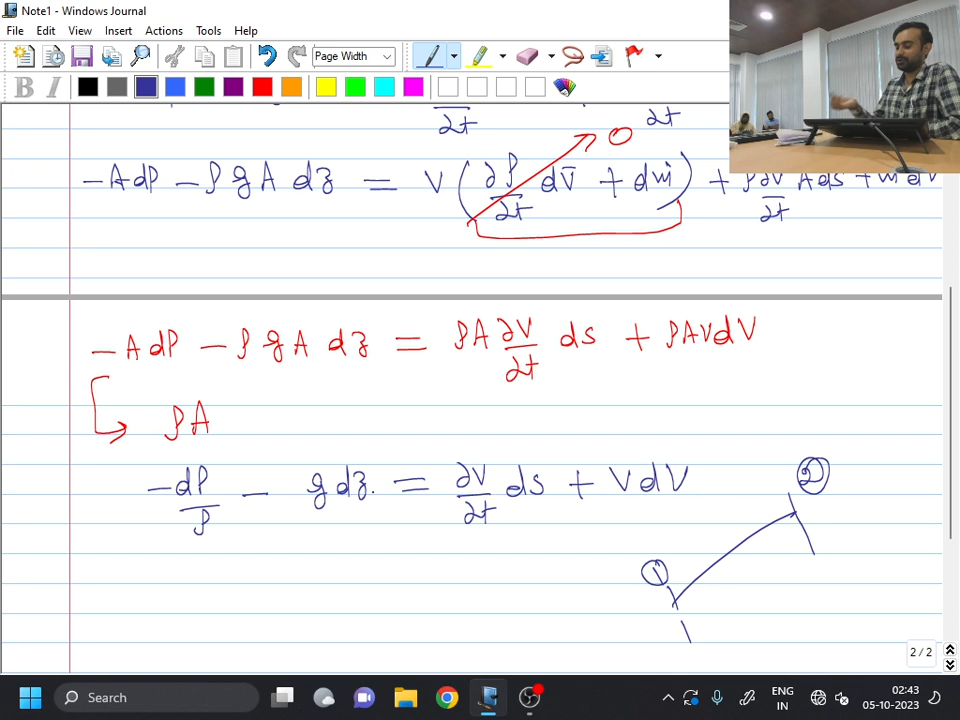 Note1 - Windows Journal
File Edit View Insert Actions Tools Help
Page Width
B I
∂t ∂t
-AdP - ρgA dz = V (∂ρ/∂t dV̄ + dṁ) + ρ ∂V/∂t A ds + ṁ dV
0
-AdP - ρgA dz = ρA ∂V/∂t ds + ρAVdV
ρA
-dP/ρ - gdz. = ∂V/∂t ds + VdV
2
1
2 / 2
Search
ENG
IN
02:43
05-10-2023